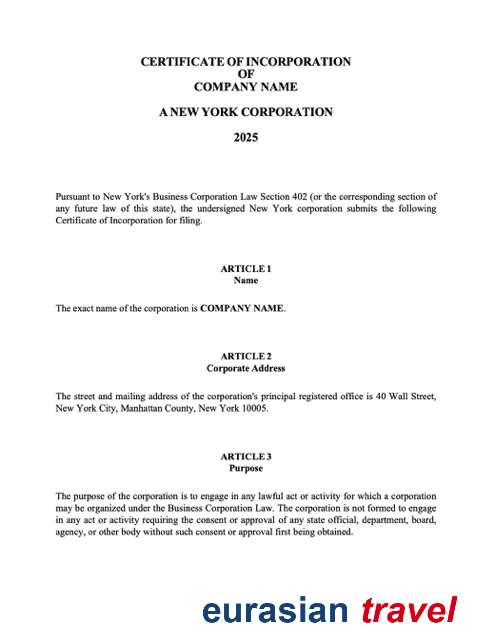 CERTIFICATE OF INCORPORATION
OF
COMPANY NAME
A NEW YORK CORPORATION
2025
Pursuant to New York's Business Corporation Law Section 402 (or the corresponding section of
any future law of this state), the undersigned New York corporation submits the following
Certificate of Incorporation for filing.
ARTICLE 1
Name
The exact name of the corporation is COMPANY NAME.
ARTICLE 2
Corporate Address
The street and mailing address of the corporation's principal registered office is 40 Wall Street,
New York City, Manhattan County, New York 10005.
ARTICLE 3
Purpose
The purpose of the corporation is to engage in any lawful act or activity for which a corporation
may be organized under the Business Corporation Law. The corporation is not formed to engage
in any act or activity requiring the consent or approval of any state official, department, board,
agency, or other body without such consent or approval first being obtained.
eurasian travel